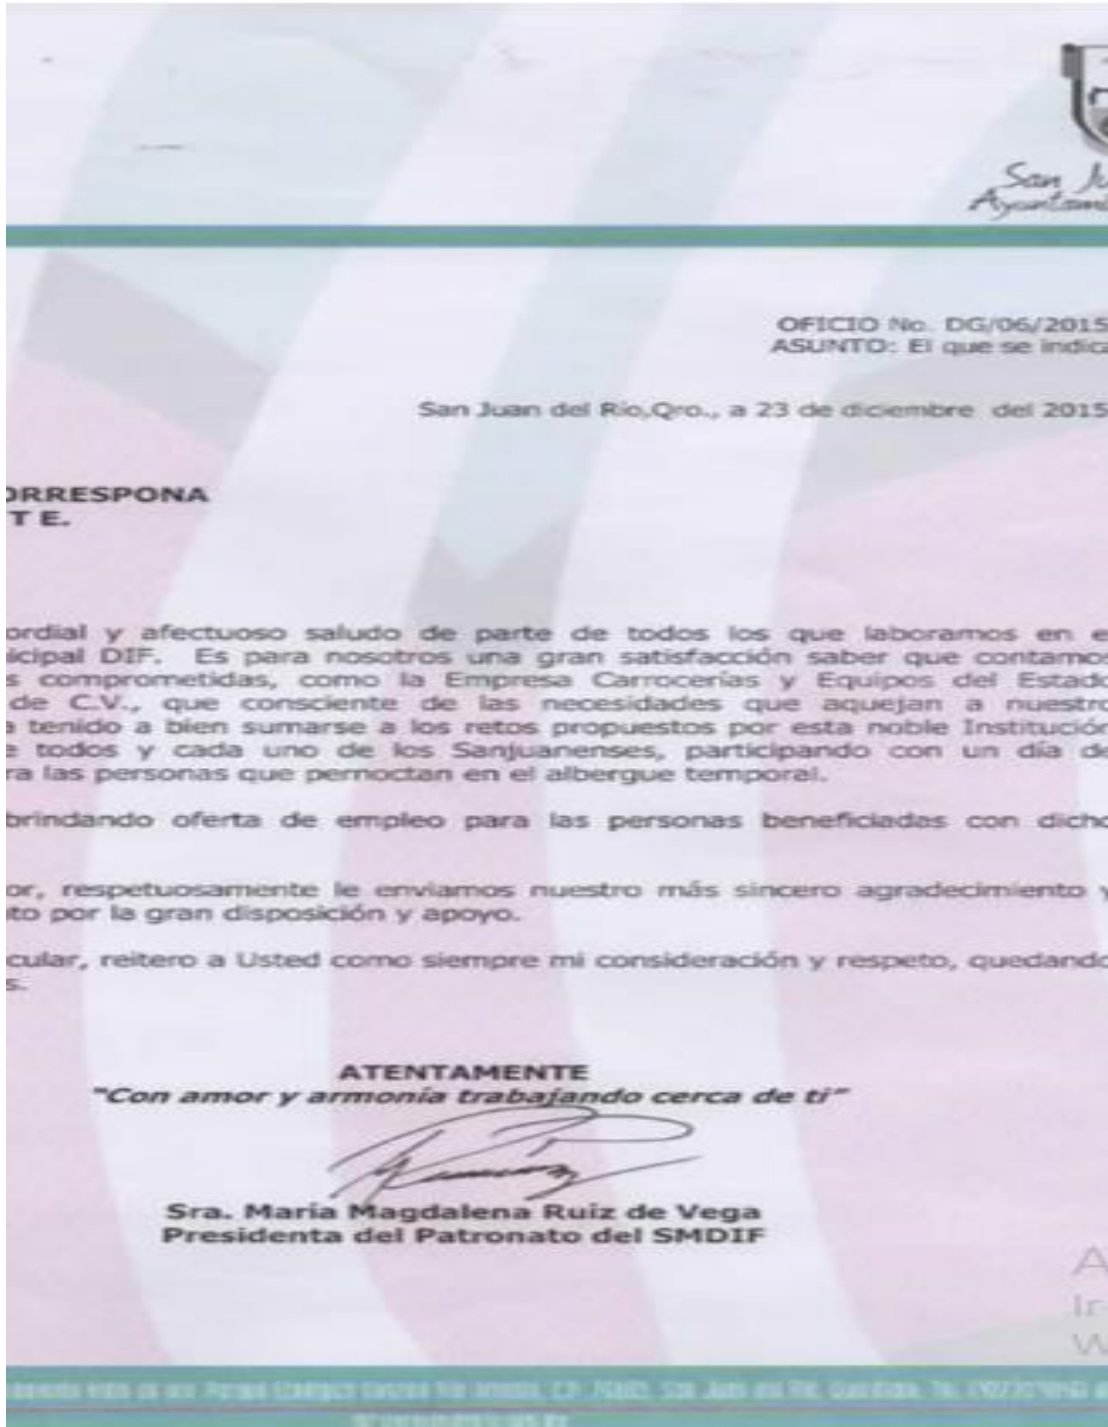 San Ju
Ayuntami
OFICIO No. DG/06/2015
ASUNTO: El que se indica
San Juan del Río,Qro., a 23 de diciembre del 2015
ORRESPONA
T E.
ordial y afectuoso saludo de parte de todos los que laboramos en e
icipal DIF. Es para nosotros una gran satisfacción saber que contamos
s comprometidas, como la Empresa Carrocerías y Equipos del Estado
de C.V., que consciente de las necesidades que aquejan a nuestro
a tenido a bien sumarse a los retos propuestos por esta noble Institución
e todos y cada uno de los Sanjuanenses, participando con un día de
ra las personas que pernoctan en el albergue temporal.
brindando oferta de empleo para las personas beneficiadas con dicho
or, respetuosamente le enviamos nuestro más sincero agradecimiento y
to por la gran disposición y apoyo.
cular, reitero a Usted como siempre mi consideración y respeto, quedando
s.
ATENTAMENTE
"Con amor y armonía trabajando cerca de ti"
Sra. María Magdalena Ruiz de Vega
Presidenta del Patronato del SMDIF
A
Ir
W